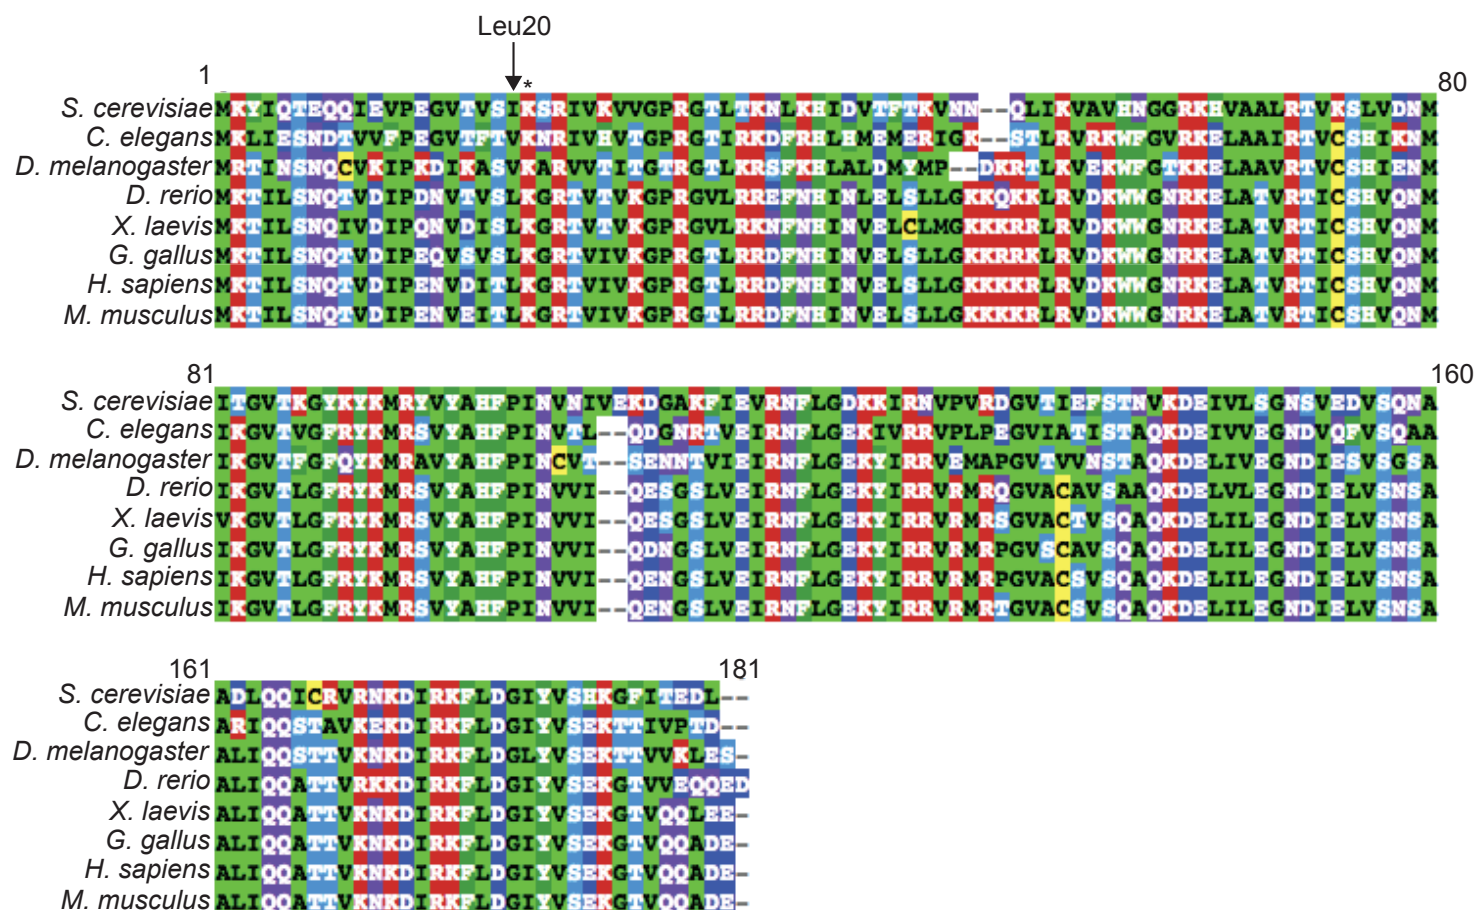 Leu20
1 * 80
S. cerevisiae MKYIQTEQQIEVPEGVTVSIKSRIVKVVGPRGTLTKNLKHIDVTFTKVNN--QLIKVAVHNGGRKHVAALRTVKSLVDNM
C. elegans MKLIESNDTVVFPEGVTFTVKNRIVHVTGPRGTIRKDFRHLHMEMERIGK--STLRVRKWFGVRKELAAIRTVCSHIKNM
D. melanogaster MRTINSNQCVKIPKDIKASVKARVVTITGTRGTLKRSFKHLALDMYMP--DKRTLKVEKWFGTKKELAAVRTVCSHIENM
D. rerio MKTILSNQTVDIPDNVTVSLKGRTVTVKGPRGVLRREFNHINLELSLLGKKQKKLRVDKWWGNRKELATVRTICSHVQNM
X. laevis MKTILSNQIVDIPQNVDISLKGRTVTVKGPRGVLRKNFNHINVELCLMGKKKRRLRVDKWWGNRKELATVRTICSHVQNM
G. gallus MKTILSNQTVDIPEQVSVSLKGRTVIVKGPRGTLRRDFNHINVELSLLGKKRRKLRVDKWWGNRKELATVRTICSHVQNM
H. sapiens MKTILSNQTVDIPENVDITLKGRTVIVKGPRGTLRRDFNHINVELSLLGKKKKRLRVDKWWGNRKELATVRTICSHVQNM
M. musculus MKTILSNQTVDIPENVEITLKGRTVIVKGPRGTLRRDFNHINVELSLLGKKKKRLRVDKWWGNRKELATVRTICSHVQNM
81 160
S. cerevisiae ITGVTKGYKYKMRYVYAHFPINVNIVEKDGAKFIEVRNFLGDKKIRNVPVRDGVTIEFSTNVKDEIVLSGNSVEDVSQNA
C. elegans IKGVTVGFRYKMRSVYAHFPINVTL--QDGNRTVEIRNFLGEKIVRRVPLPEGVIATISTAQKDEIVVEGNDVQFVSQAA
D. melanogaster IKGVTFGFQYKMRAVYAHFPINCVT--SENNTVIEIRNFLGEKYIRRVEMAPGVTVVNSTAQKDELIVEGNDIESVSGSA
D. rerio IKGVTLGFRYKMRSVYAHFPINVVI--QESGSLVEIRNFLGEKYIRRVRMRQGVACAVSAAQKDELVLEGNDIELVSNSA
X. laevis VKGVTLGFRYKMRSVYAHFPINVVI--QESGSLVEIRNFLGEKYIRRVRMRSGVACTVSQAQKDELVLEGNDIELVSNSA
G. gallus IKGVTLGFRYKMRSVYAHFPINVVI--QDNGSLVEIRNFLGEKYIRRVRMRPGVSCAVSQAQKDELILEGNDIELVSNSA
H. sapiens IKGVTLGFRYKMRSVYAHFPINVVI--QENGSLVEIRNFLGEKYIRRVRMRPGVACSVSQAQKDELILEGNDIELVSNSA
M. musculus IKGVTLGFRYKMRSVYAHFPINVVI--QENGSLVEIRNFLGEKYIRRVRMRTGVACSVSQAQKDELILEGNDIELVSNSA
161 181
S. cerevisiae ADLQQICRVRNKDIRKFLDGIYVSHKGFITEDL--
C. elegans ARIQQSTAVKEKDIRKFLDGIYVSEKTTIVPTD--
D. melanogaster ALIQQSTTVKNKDIRKFLDGLYVSEKTTVVKLES-
D. rerio ALIQQATTVRKKDIRKFLDGIYVSEKGTVVEQQED
X. laevis ALIQQATTVKNKDIRKFLDGIYVSEKGTVQQLEE-
G. gallus ALIQQATTVKNKDIRKFLDGIYVSEKGTVQQADE-
H. sapiens ALIQQATTVKNKDIRKFLDGIYVSEKGTVQQADE-
M. musculus ALIQQATTVKNKDIRKFLDGIYVSEKGTVQQADE-